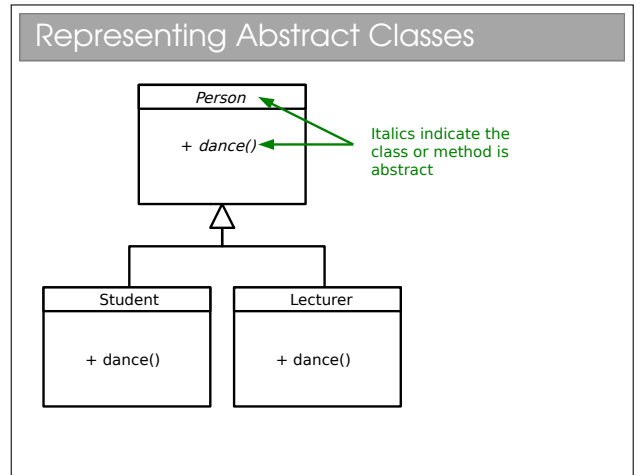 Representing Abstract Classes
Person
+ dance()
Italics indicate the
class or method is
abstract
Student
Lecturer
+ dance()
+ dance()